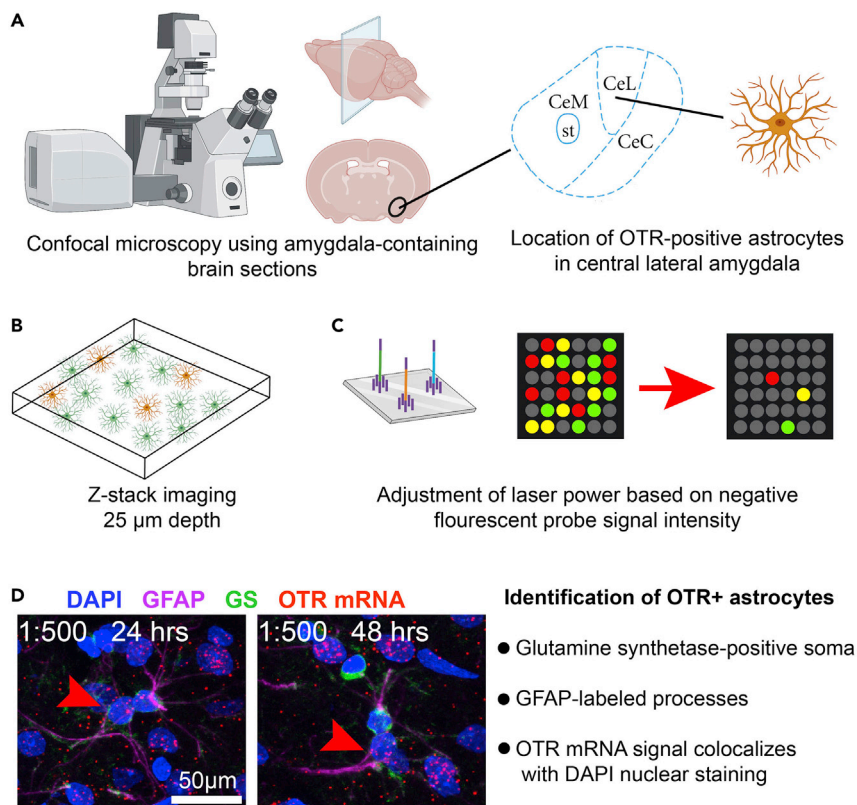 A
CeL
CeM
st
CeC
Confocal microscopy using amygdala-containing
brain sections
Location of OTR-positive astrocytes
in central lateral amygdala
B
Z-stack imaging
25 µm depth
C
Adjustment of laser power based on negative
flourescent probe signal intensity
D
DAPI GFAP GS OTR mRNA
1:500 24 hrs
50µm
1:500 48 hrs
Identification of OTR+ astrocytes
● Glutamine synthetase-positive soma
● GFAP-labeled processes
● OTR mRNA signal colocalizes
with DAPI nuclear staining